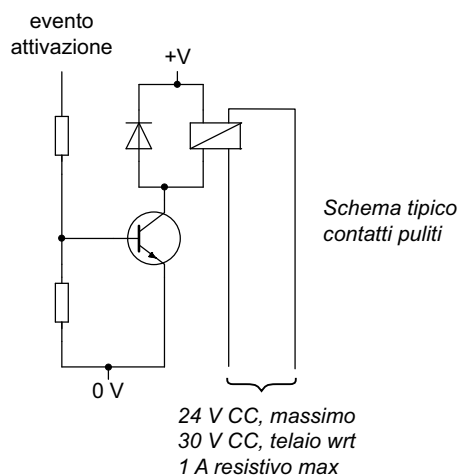 evento
attivazione
+V
Schema tipico
contatti puliti
0 V
24 V CC, massimo
30 V CC, telaio wrt
1 A resistivo max